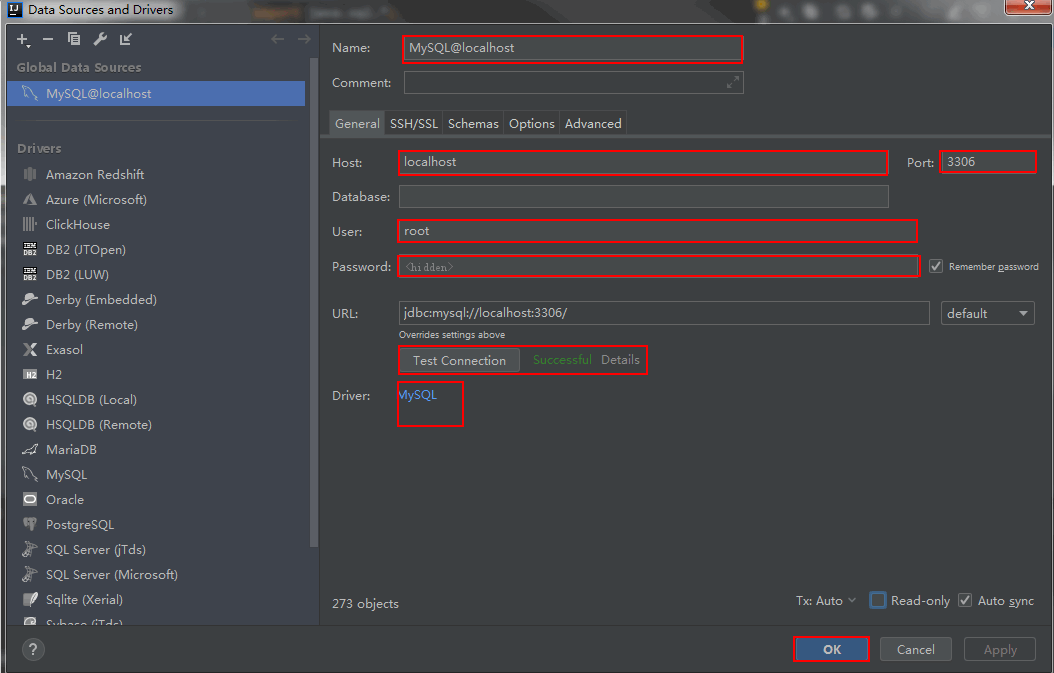 Data Sources and Drivers
Global Data Sources
MySQL@localhost
Drivers
Amazon Redshift
Azure (Microsoft)
ClickHouse
DB2 (JTOpen)
DB2 (LUW)
Derby (Embedded)
Derby (Remote)
Exasol
H2
HSQLDB (Local)
HSQLDB (Remote)
MariaDB
MySQL
Oracle
PostgreSQL
SQL Server (jTds)
SQL Server (Microsoft)
Sqlite (Xerial)
Sybase (jTds)
Name: MySQL@localhost
Comment:
General SSH/SSL Schemas Options Advanced
Host: localhost Port: 3306
Database:
User: root
Password: <hidden> Remember password
URL: jdbc:mysql://localhost:3306/ default
Overrides settings above
Test Connection Successful Details
Driver: MySQL
273 objects Tx: Auto Read-only Auto sync
? OK Cancel Apply